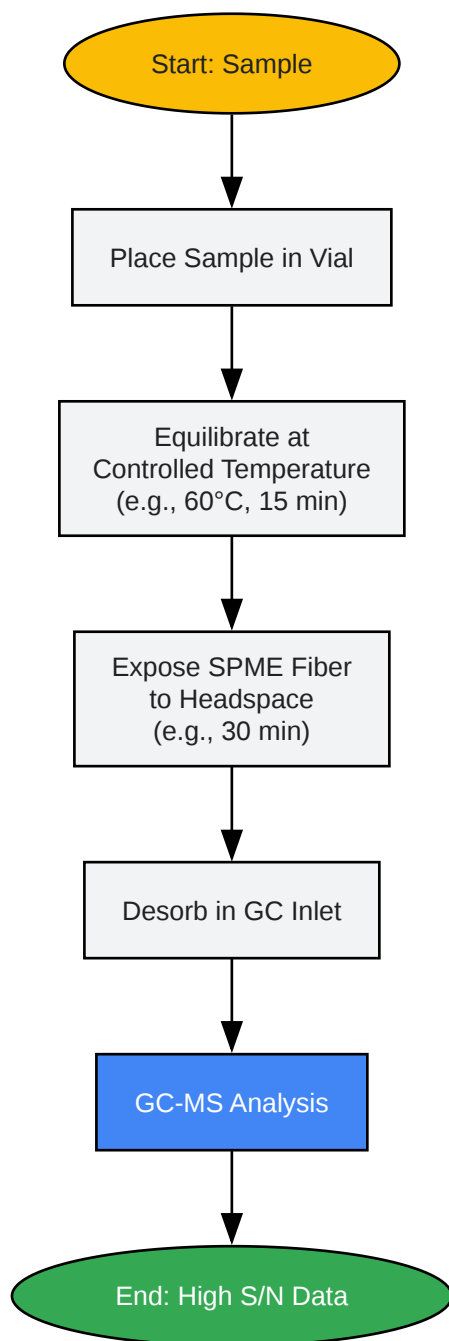 Start: Sample
Place Sample in Vial
Equilibrate at
Controlled Temperature
(e.g., 60°C, 15 min)
Expose SPME Fiber
to Headspace
(e.g., 30 min)
Desorb in GC Inlet
GC-MS Analysis
End: High S/N Data